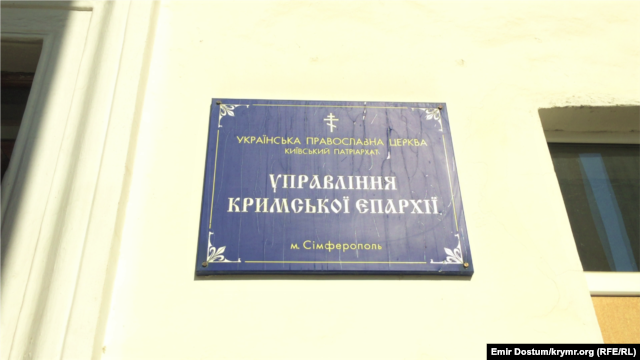 УКРАЇНСЬКА ПРАВОСЛАВНА ЦЕРКВА
КИЇВСЬКИЙ ПАТРІАРХАТ
УПРАВЛІННЯ
КРИМСЬКОЇ ЄПАРХІЇ
м. Сімферополь
Emir Dostum/krymr.org (RFE/RL)